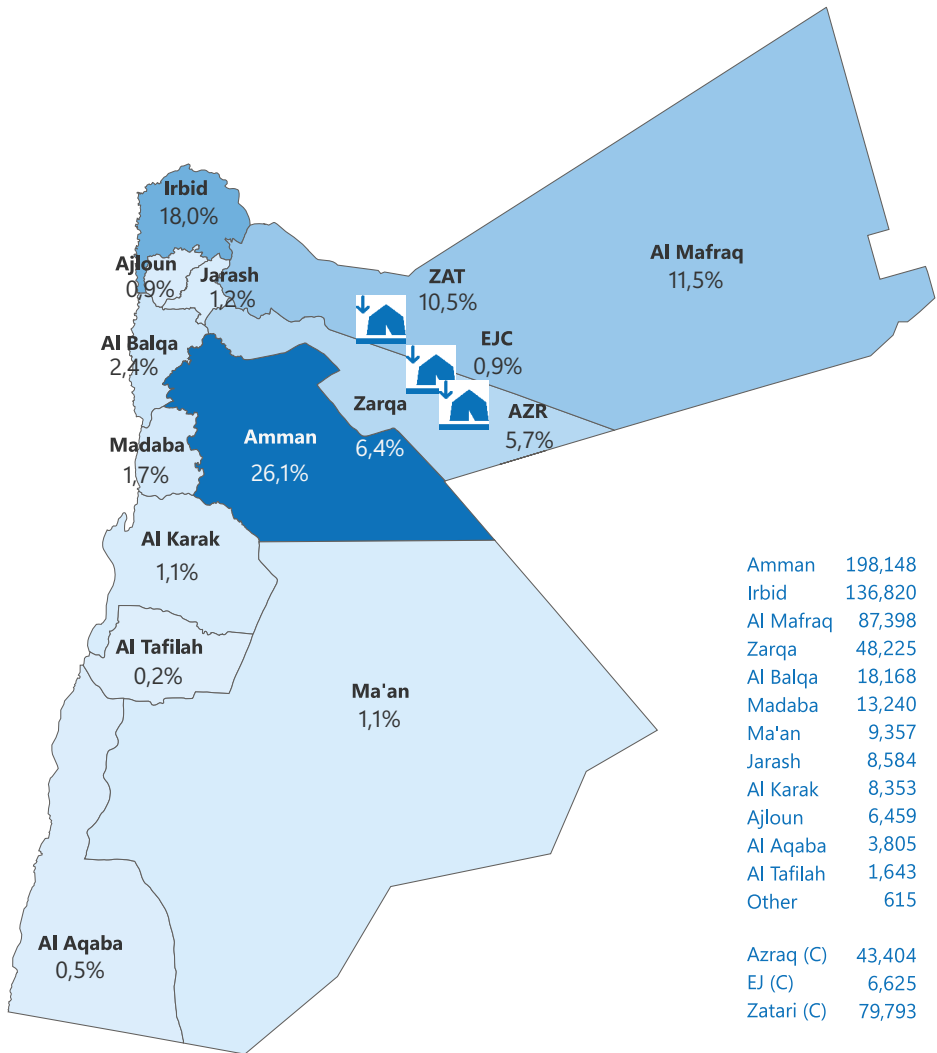 Irbid
18,0%
Ajloun
0,9%
Jarash
1,2%
ZAT
10,5%
Al Mafraq
11,5%
Al Balqa
2,4%
EJC
0,9%
Zarqa
6,4%
AZR
5,7%
Amman
26,1%
Madaba
1,7%
Al Karak
1,1%
Al Tafilah
0,2%
Ma'an
1,1%
Al Aqaba
0,5%
Amman 198,148
Irbid 136,820
Al Mafraq 87,398
Zarqa 48,225
Al Balqa 18,168
Madaba 13,240
Ma'an 9,357
Jarash 8,584
Al Karak 8,353
Ajloun 6,459
Al Aqaba 3,805
Al Tafilah 1,643
Other 615
Azraq (C) 43,404
EJ (C) 6,625
Zatari (C) 79,793